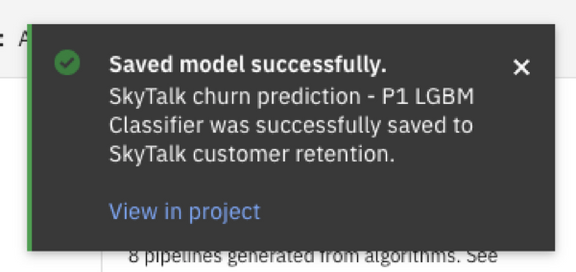 : A
Saved model successfully.
SkyTalk churn prediction - P1 LGBM
Classifier was successfully saved to
SkyTalk customer retention.
View in project
8 pipelines generated from algorithms. See